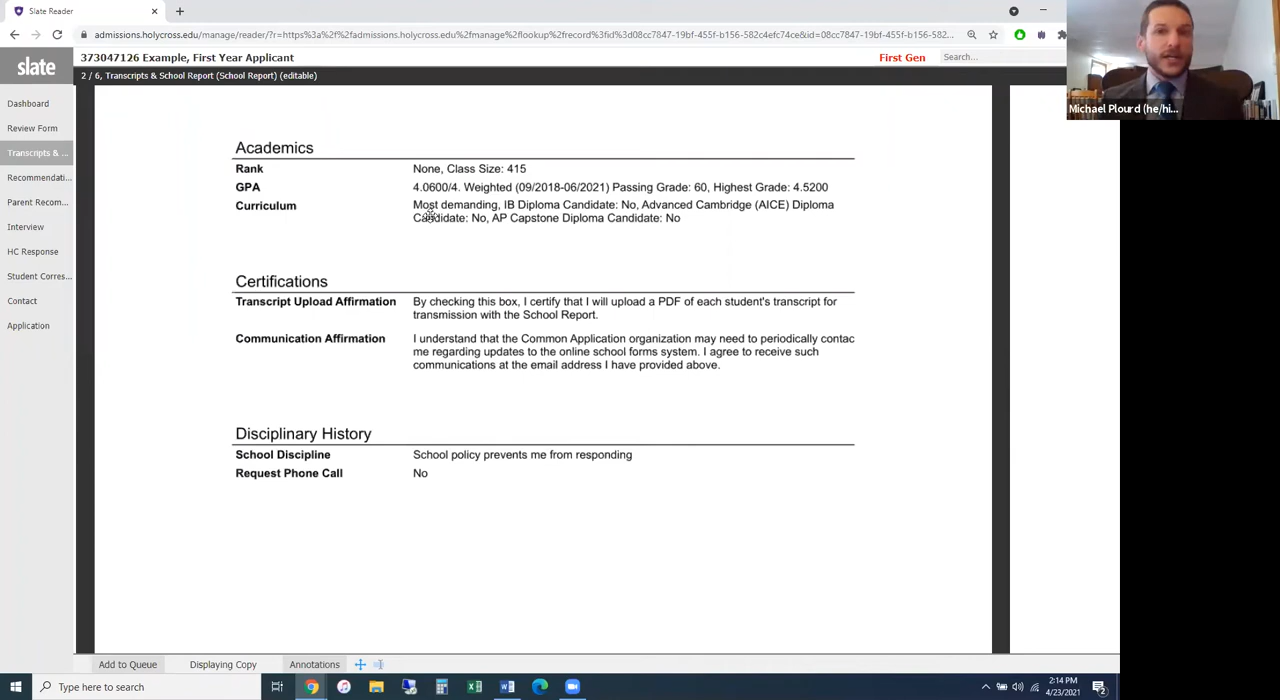 Slate Reader
admissions.holycross.edu/manage/reader/?r=https%3a%2f%2fadmissions.holycross.edu%2fmanage%2flookup%2frecord%3fid%3d08cc7847-19bf-455f-b156-582c4efc74ce&id=08cc7847-19bf-455f-b156-582...
slate
373047126 Example, First Year Applicant
First Gen
Search...
2 / 6, Transcripts & School Report (School Report) (editable)
Dashboard
Review Form
Transcripts & ...
Recommendati...
Parent Recom...
Interview
HC Response
Student Corres...
Contact
Application
Michael Plourd (he/hi...
Academics
Rank None, Class Size: 415
GPA 4.0600/4. Weighted (09/2018-06/2021) Passing Grade: 60, Highest Grade: 4.5200
Curriculum Most demanding, IB Diploma Candidate: No, Advanced Cambridge (AICE) Diploma
Candidate: No, AP Capstone Diploma Candidate: No
Certifications
Transcript Upload Affirmation By checking this box, I certify that I will upload a PDF of each student's transcript for
transmission with the School Report.
Communication Affirmation I understand that the Common Application organization may need to periodically contac
me regarding updates to the online school forms system. I agree to receive such
communications at the email address I have provided above.
Disciplinary History
School Discipline School policy prevents me from responding
Request Phone Call No
Add to Queue Displaying Copy Annotations
Type here to search
2:14 PM
4/23/2021
2